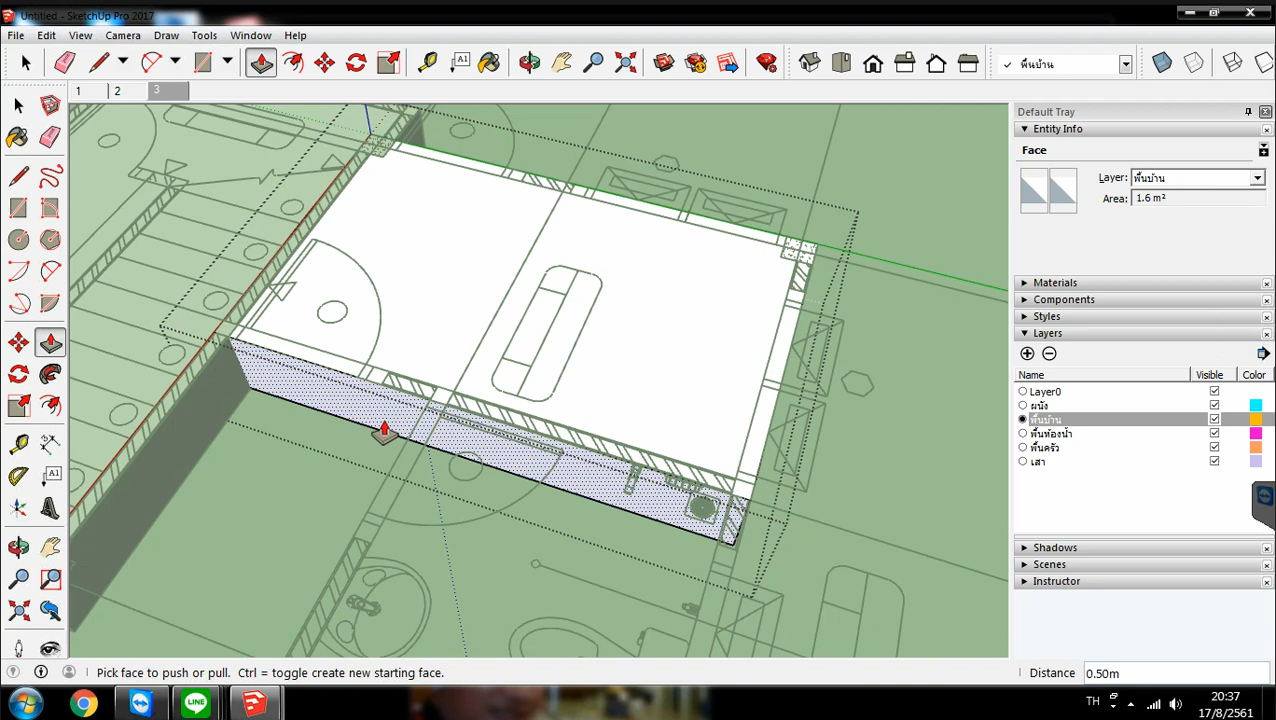 Untitled - SketchUp Pro 2017
File Edit View Camera Draw Tools Window Help
พื้นบ้าน
1 2 3
Default Tray
Entity Info
Face
Layer: พื้นบ้าน
Area: 1.6 m²
Materials
Components
Styles
Layers
Name Visible Color
Layer0
ผนัง
พื้นบ้าน
พื้นห้องน้ำ
พื้นครัว
เสา
Shadows
Scenes
Instructor
Pick face to push or pull. Ctrl = toggle create new starting face.
Distance 0.50m
LINE
TH
20:37
17/8/2561